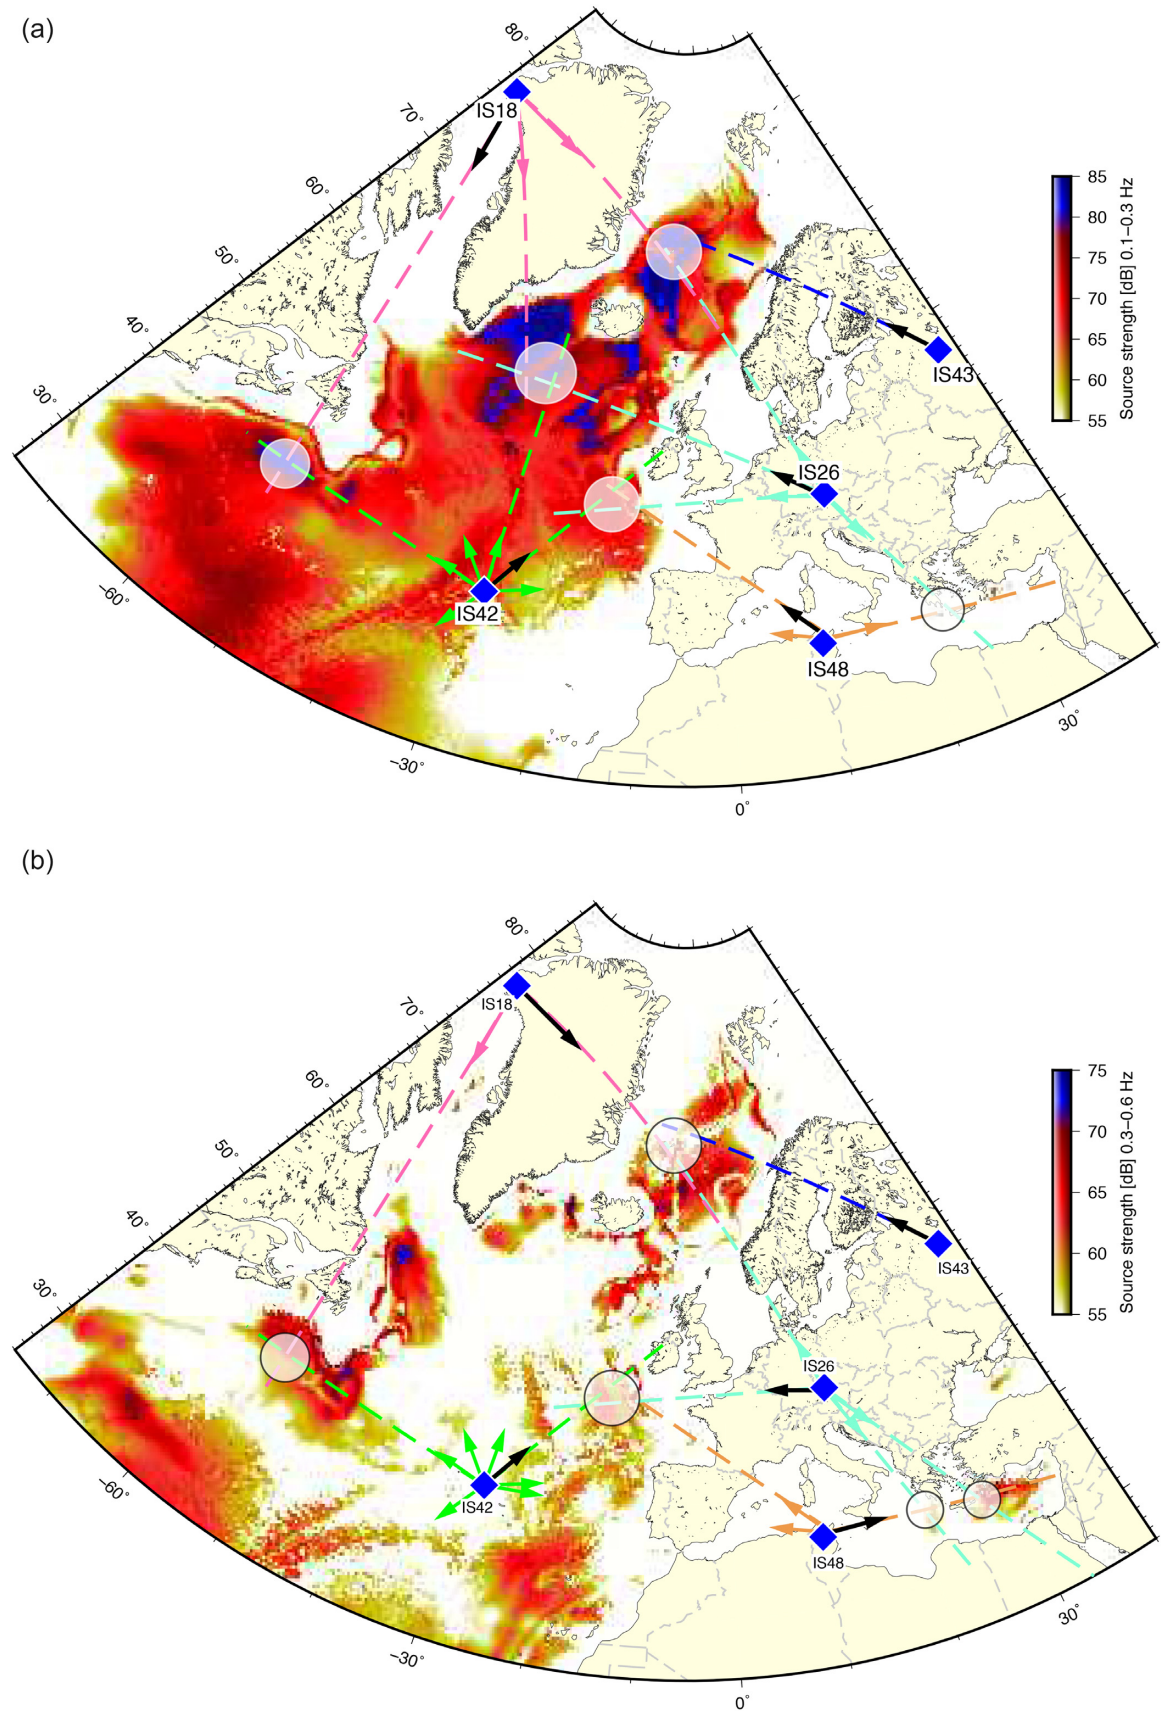 (a)
80°
70°
60°
50°
40°
30°
−60°
−30°
0°
30°
IS18
IS43
IS26
IS42
IS48
85
80
75
70
65
60
55
Source strength [dB] 0.1–0.3 Hz
(b)
80°
70°
60°
50°
40°
30°
−60°
−30°
0°
30°
IS18
IS43
IS26
IS42
IS48
75
70
65
60
55
Source strength [dB] 0.3–0.6 Hz